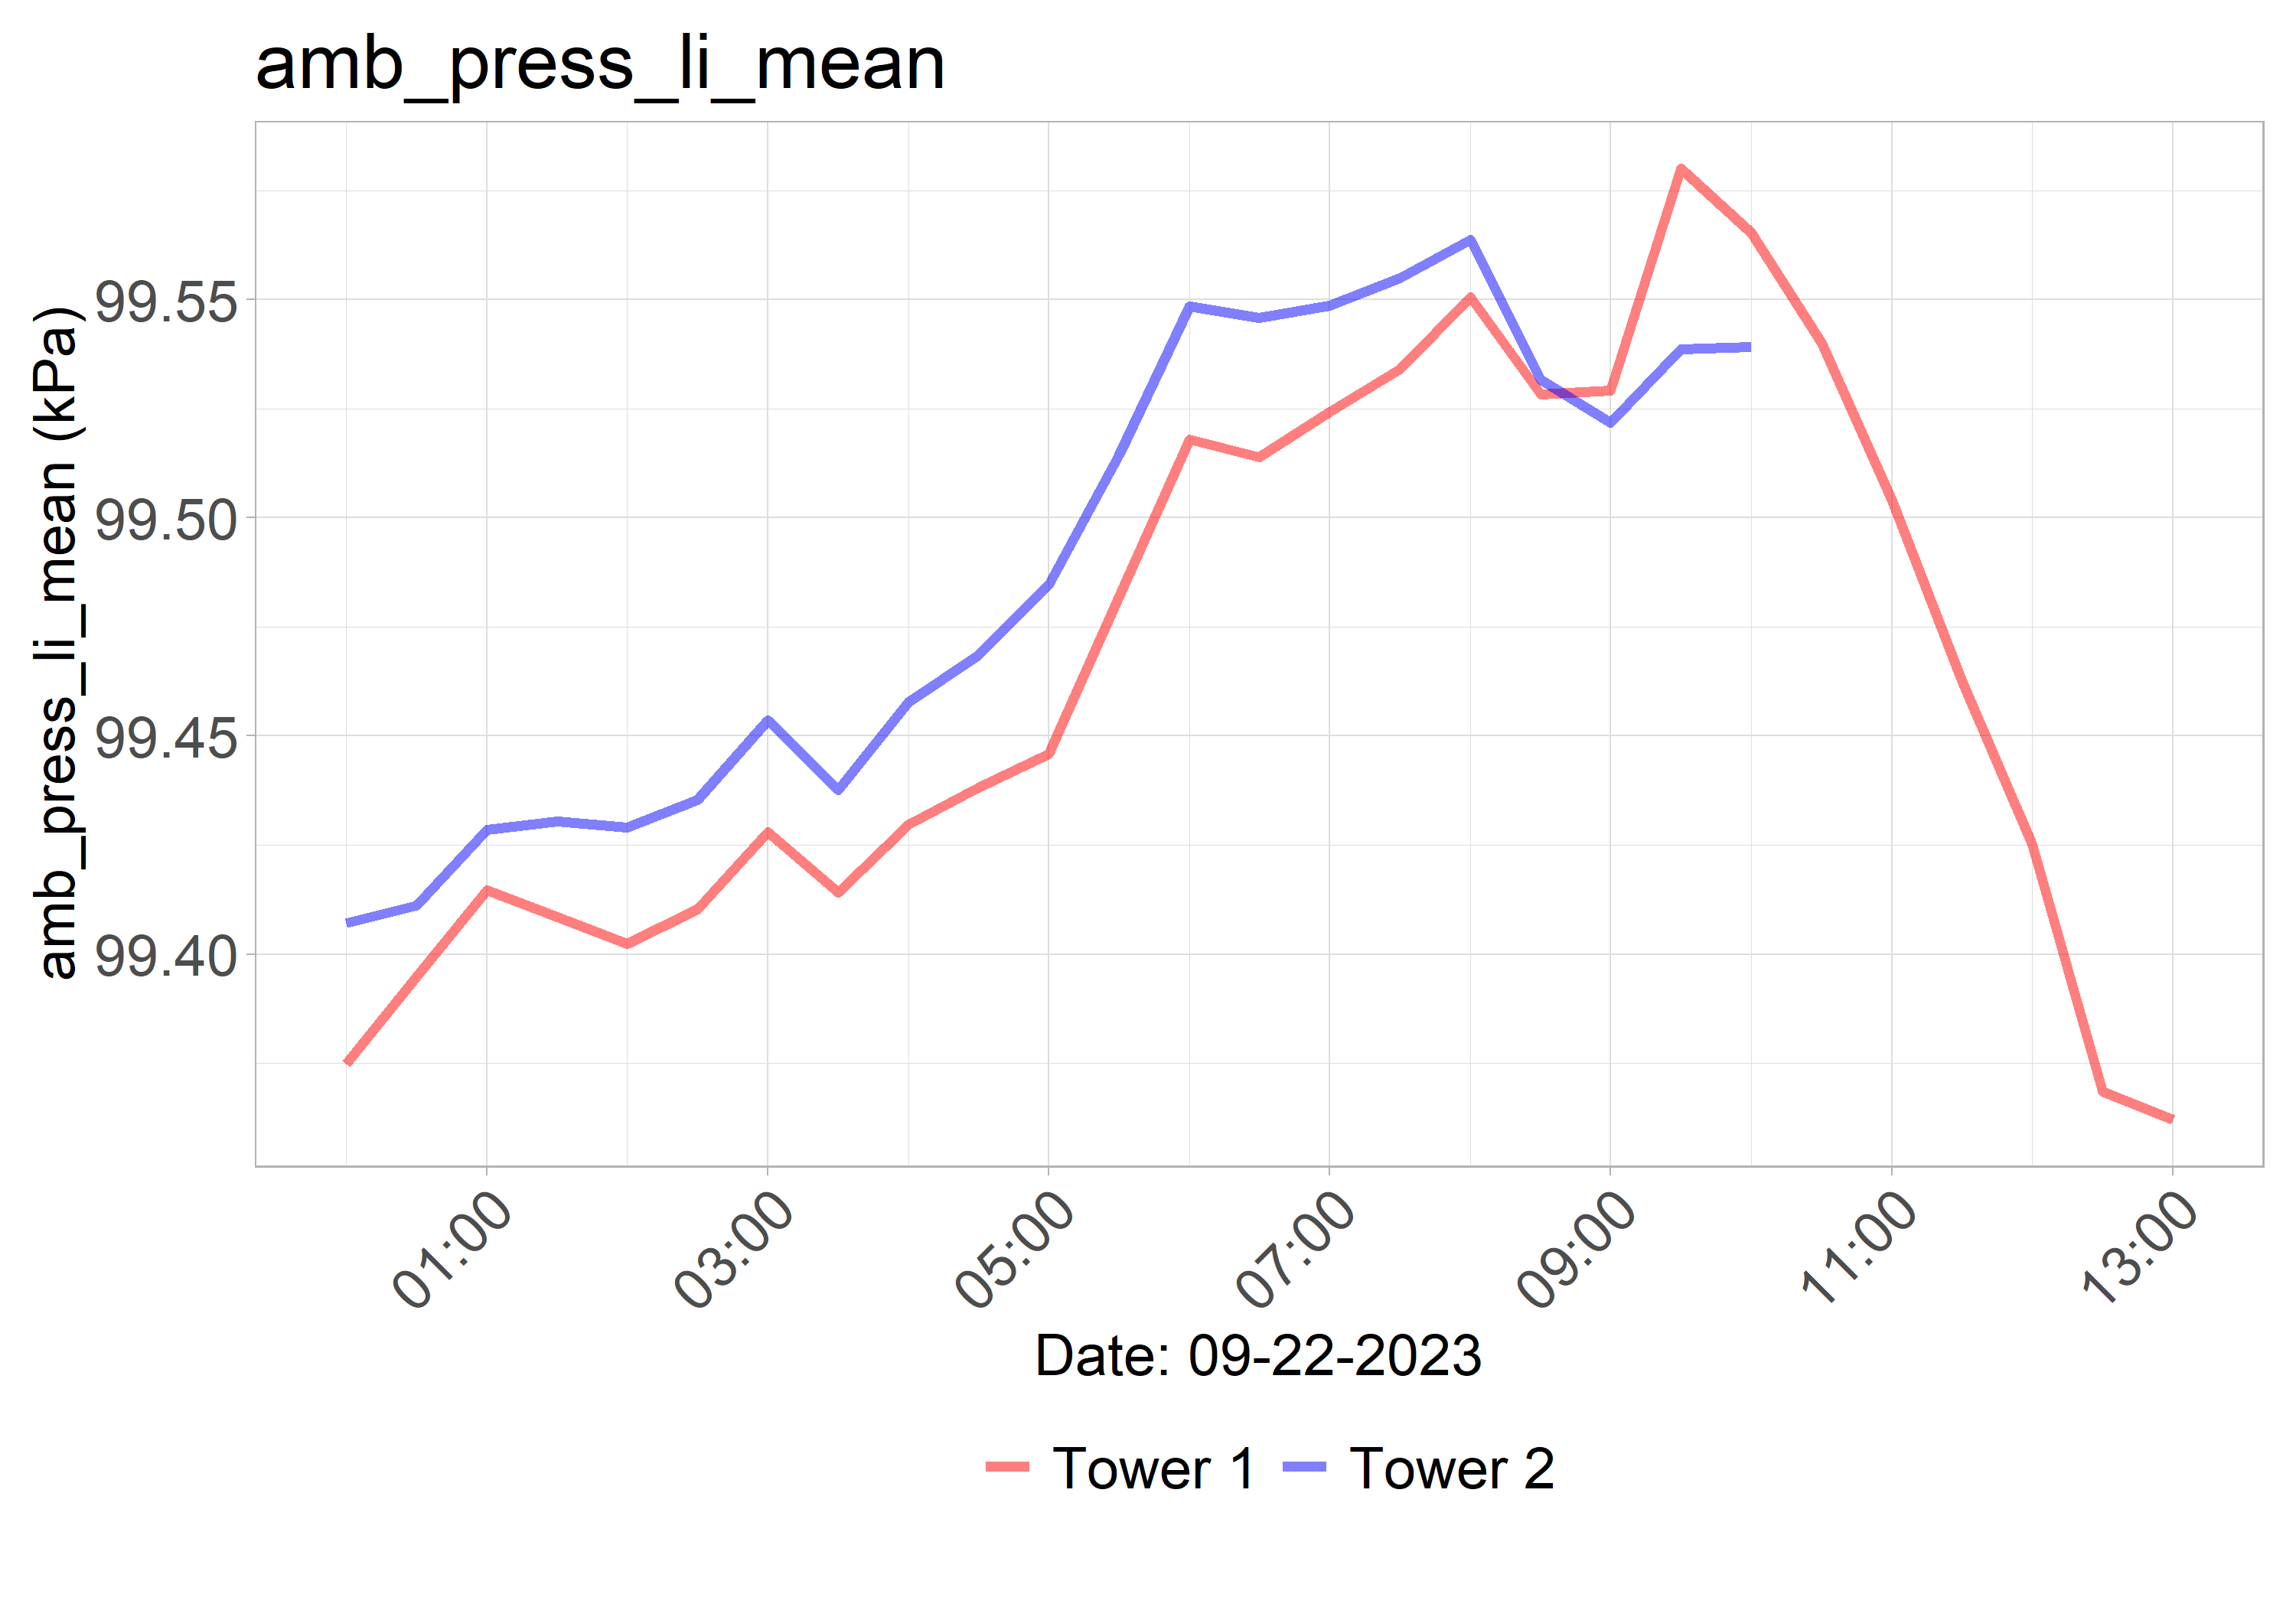 amb_press_li_mean
amb_press_li_mean (kPa)
99.55
99.50
99.45
99.40
01:00
03:00
05:00
07:00
09:00
11:00
13:00
Date: 09-22-2023
Tower 1
Tower 2